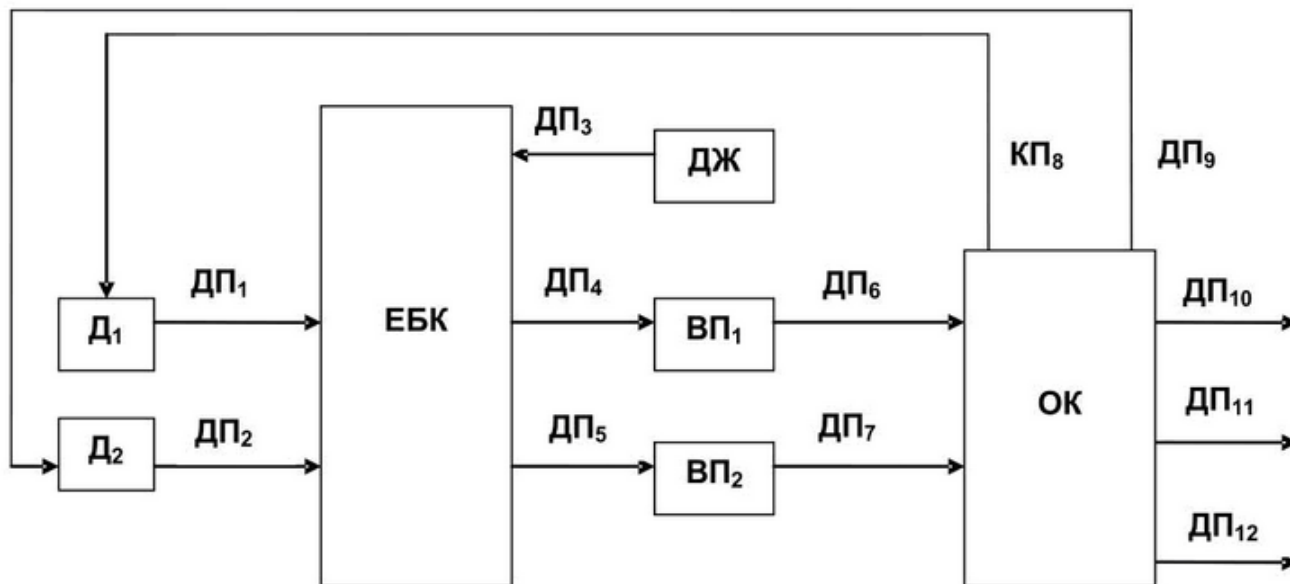 ДП₃
ДЖ
КП₈
ДП₉
ДП₁
ДП₄
ДП₆
ДП₁₀
Д₁
ЕБК
ВП₁
ОК
ДП₂
ДП₅
ДП₇
ДП₁₁
Д₂
ВП₂
ДП₁₂